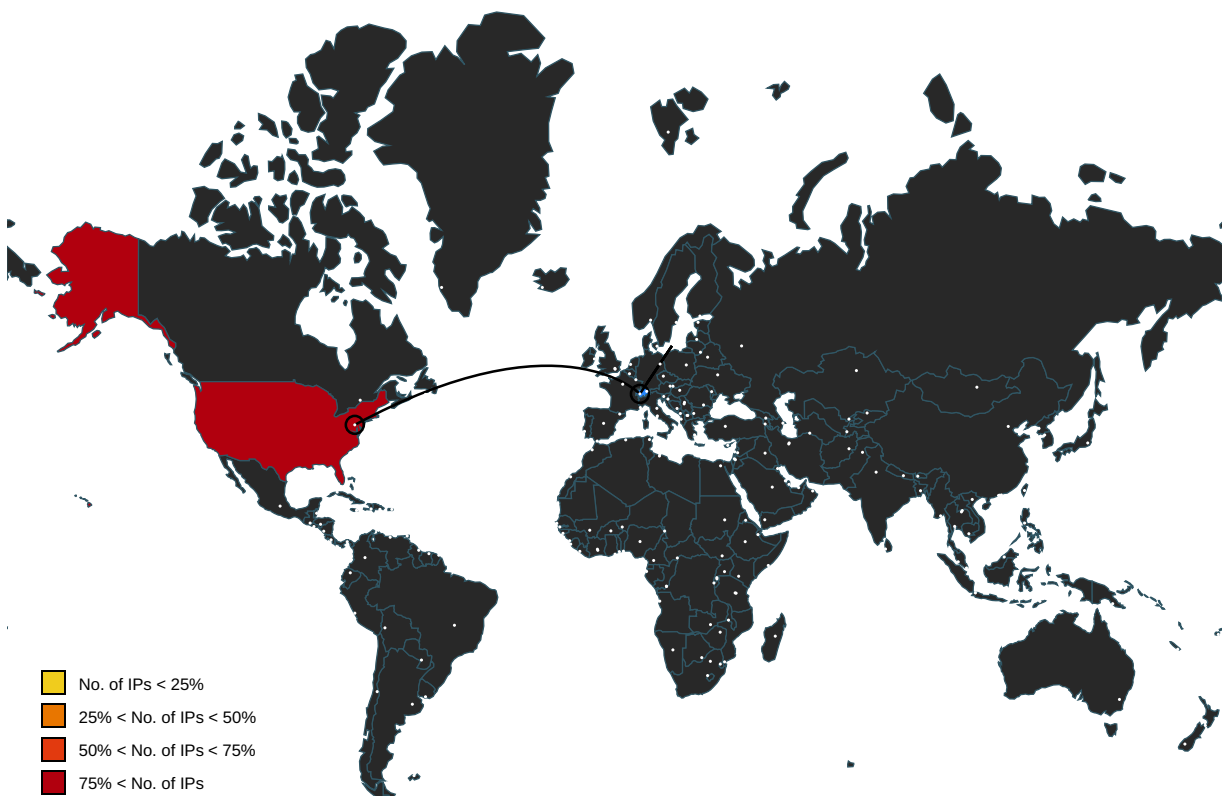 No. of IPs < 25%
25% < No. of IPs < 50%
50% < No. of IPs < 75%
75% < No. of IPs